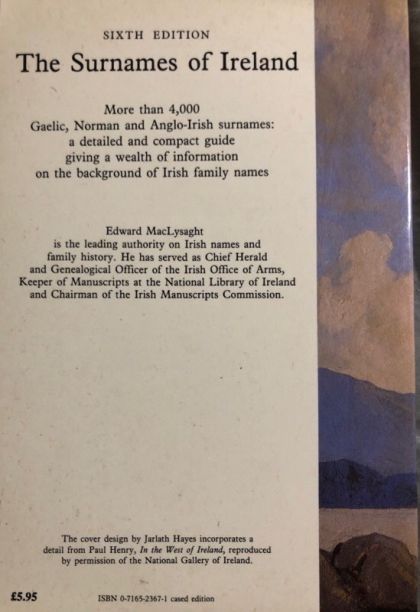 SIXTH EDITION
The Surnames of Ireland
More than 4,000
Gaelic, Norman and Anglo-Irish surnames:
a detailed and compact guide
giving a wealth of information
on the background of Irish family names
Edward MacLysaght
is the leading authority on Irish names and
family history. He has served as Chief Herald
and Genealogical Officer of the Irish Office of Arms,
Keeper of Manuscripts at the National Library of Ireland
and Chairman of the Irish Manuscripts Commission.
The cover design by Jarlath Hayes incorporates a
detail from Paul Henry, In the West of Ireland, reproduced
by permission of the National Gallery of Ireland.
£5.95 ISBN 0-7165-2367-1 cased edition